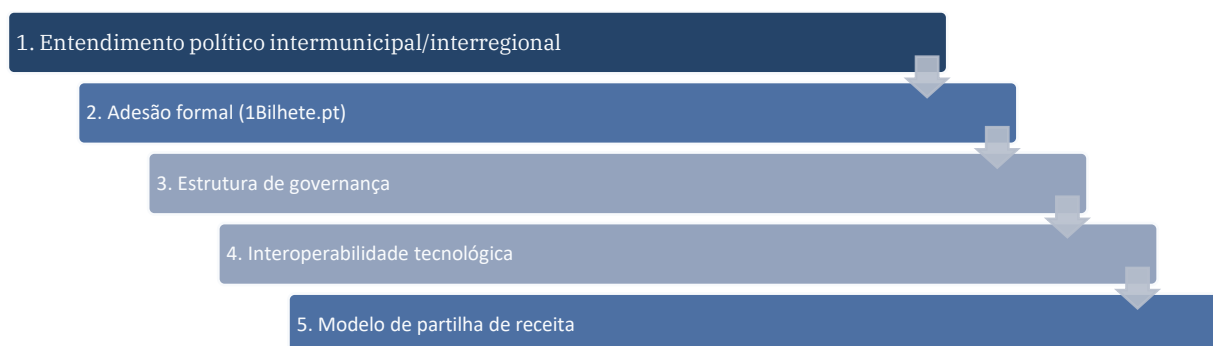 1. Entendimento político intermunicipal/interregional
2. Adesão formal (1Bilhete.pt)
3. Estrutura de governança
4. Interoperabilidade tecnológica
5. Modelo de partilha de receita